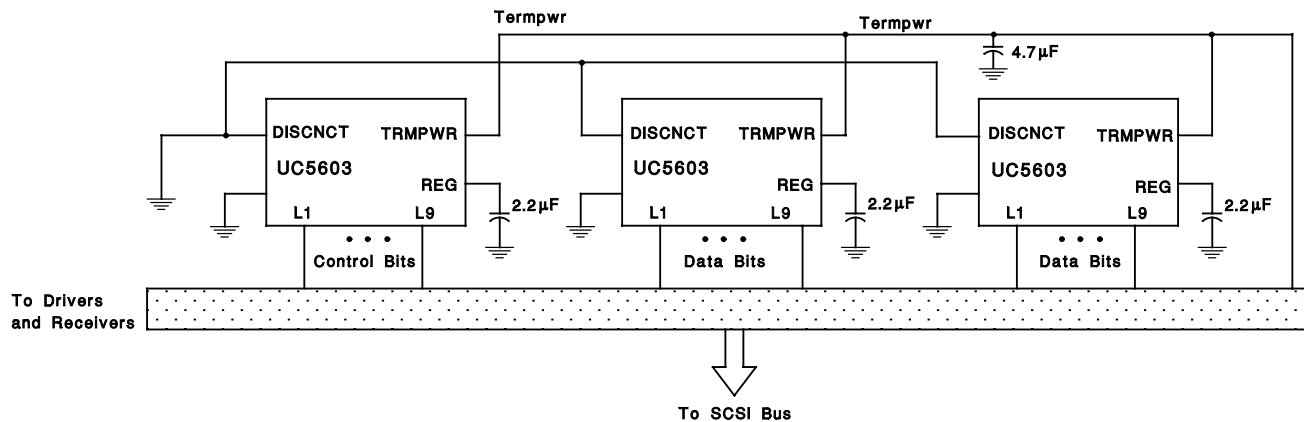 Termpwr
Termpwr
4.7µF
DISCNCT TRMPWR
UC5603
REG
L1 L9
2.2µF
• • •
Control Bits
DISCNCT TRMPWR
UC5603
REG
L1 L9
2.2µF
• • •
Data Bits
DISCNCT TRMPWR
UC5603
REG
L1 L9
2.2µF
• • •
Data Bits
To Drivers
and Receivers
To SCSI Bus